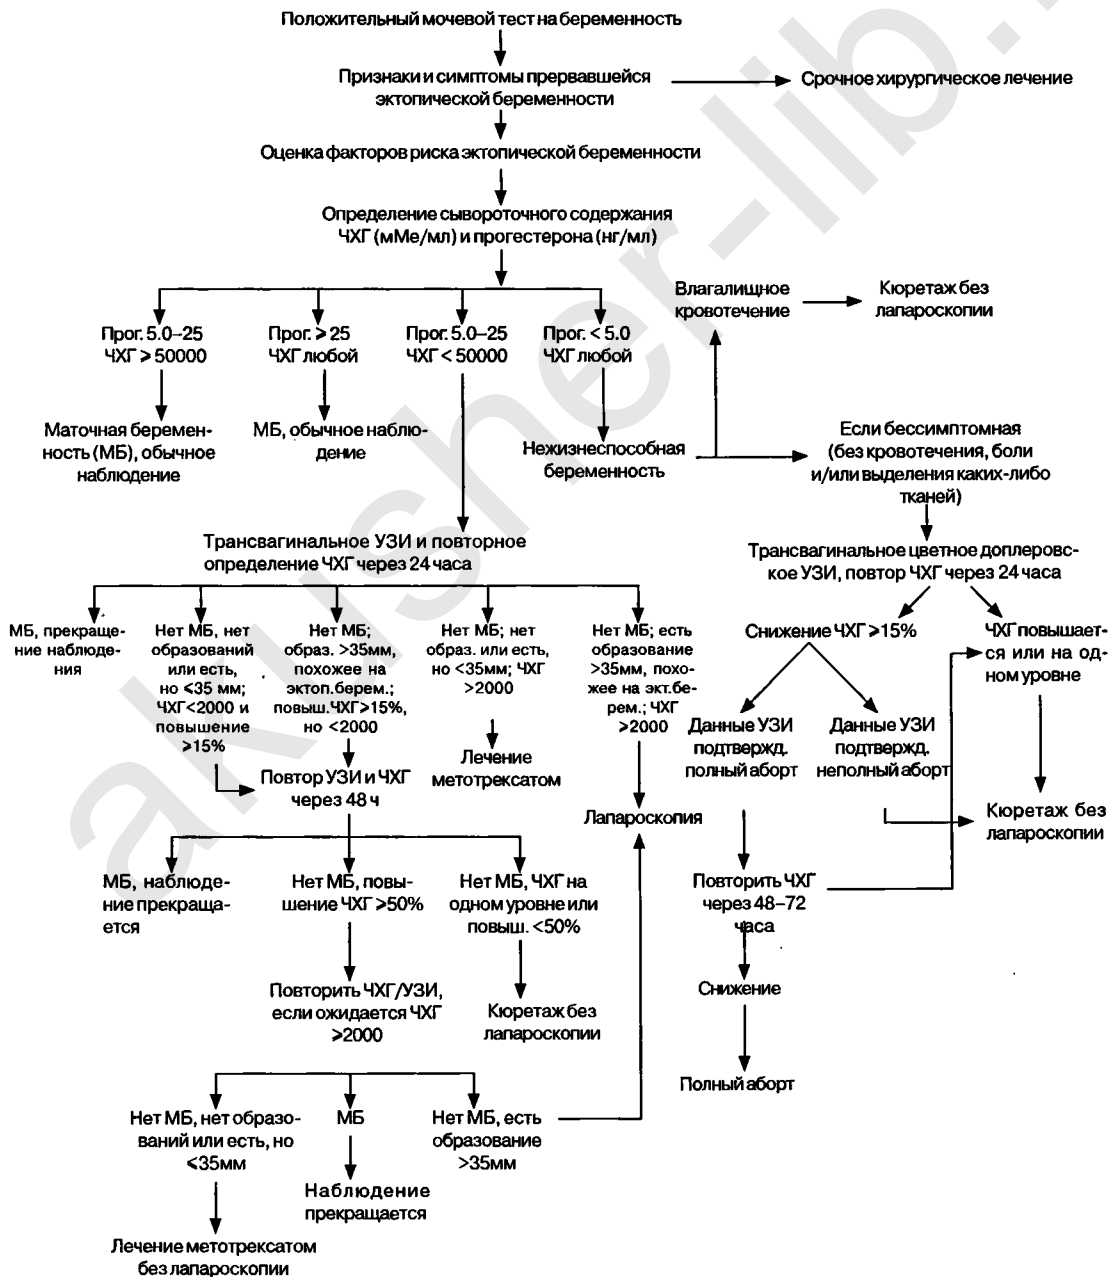 Положительный мочевой тест на беременность
Признаки и симптомы прервавшейся
эктопической беременности
Срочное хирургическое лечение
Оценка факторов риска эктопической беременности
Определение сывороточного содержания
ЧХГ (мМе/мл) и прогестерона (нг/мл)
Прог. 5.0–25
ЧХГ ⩾ 50000
Прог. ⩾ 25
ЧХГ любой
Прог. 5.0–25
ЧХГ < 50000
Прог. < 5.0
ЧХГ любой
Влагалищное
кровотечение
Кюретаж без
лапароскопии
Маточная беремен-
ность (МБ), обычное
наблюдение
МБ, обычное наблю-
дение
Нежизнеспособная
беременность
Если бессимптомная
(без кровотечения, боли
и/или выделения каких-либо
тканей)
Трансвагинальное УЗИ и повторное
определение ЧХГ через 24 часа
Трансвагинальное цветное доплеровс-
кое УЗИ, повтор ЧХГ через 24 часа
МБ, прекраще-
ние наблюде-
ния
Нет МБ, нет
образований
или есть,
но ⩽35 мм;
ЧХГ<2000 и
повышение
⩾15%
Нет МБ;
образ. >35мм,
похожее на
эктоп.берем.;
повыш.ЧХГ⩾15%,
но <2000
Нет МБ; нет
образ. или есть,
но <35мм; ЧХГ
>2000
Нет МБ; есть
образование
>35мм, похо-
жее на экт.бе-
рем.; ЧХГ
⩾2000
Снижение ЧХГ ⩾15%
ЧХГ повышает-
ся или на од-
ном уровне
Данные УЗИ
подтвержд.
полный аборт
Данные УЗИ
подтвержд.
неполный аборт
Лечение
метотрексатом
Повтор УЗИ и ЧХГ
через 48 ч
Лапароскопия
Кюретаж без
лапароскопии
МБ, наблюде-
ние прекраща-
ется
Нет МБ, повы-
шение ЧХГ ⩾50%
Нет МБ, ЧХГ на
одном уровне или
повыш. <50%
Повторить ЧХГ
через 48–72
часа
Повторить ЧХГ/УЗИ,
если ожидается ЧХГ
⩾2000
Кюретаж без
лапароскопии
Снижение
Полный аборт
Нет МБ, нет образо-
ваний или есть, но
⩽35мм
МБ
Нет МБ, есть
образование
>35мм
Наблюдение
прекращается
Лечение метотрексатом
без лапароскопии
akusher-lib.